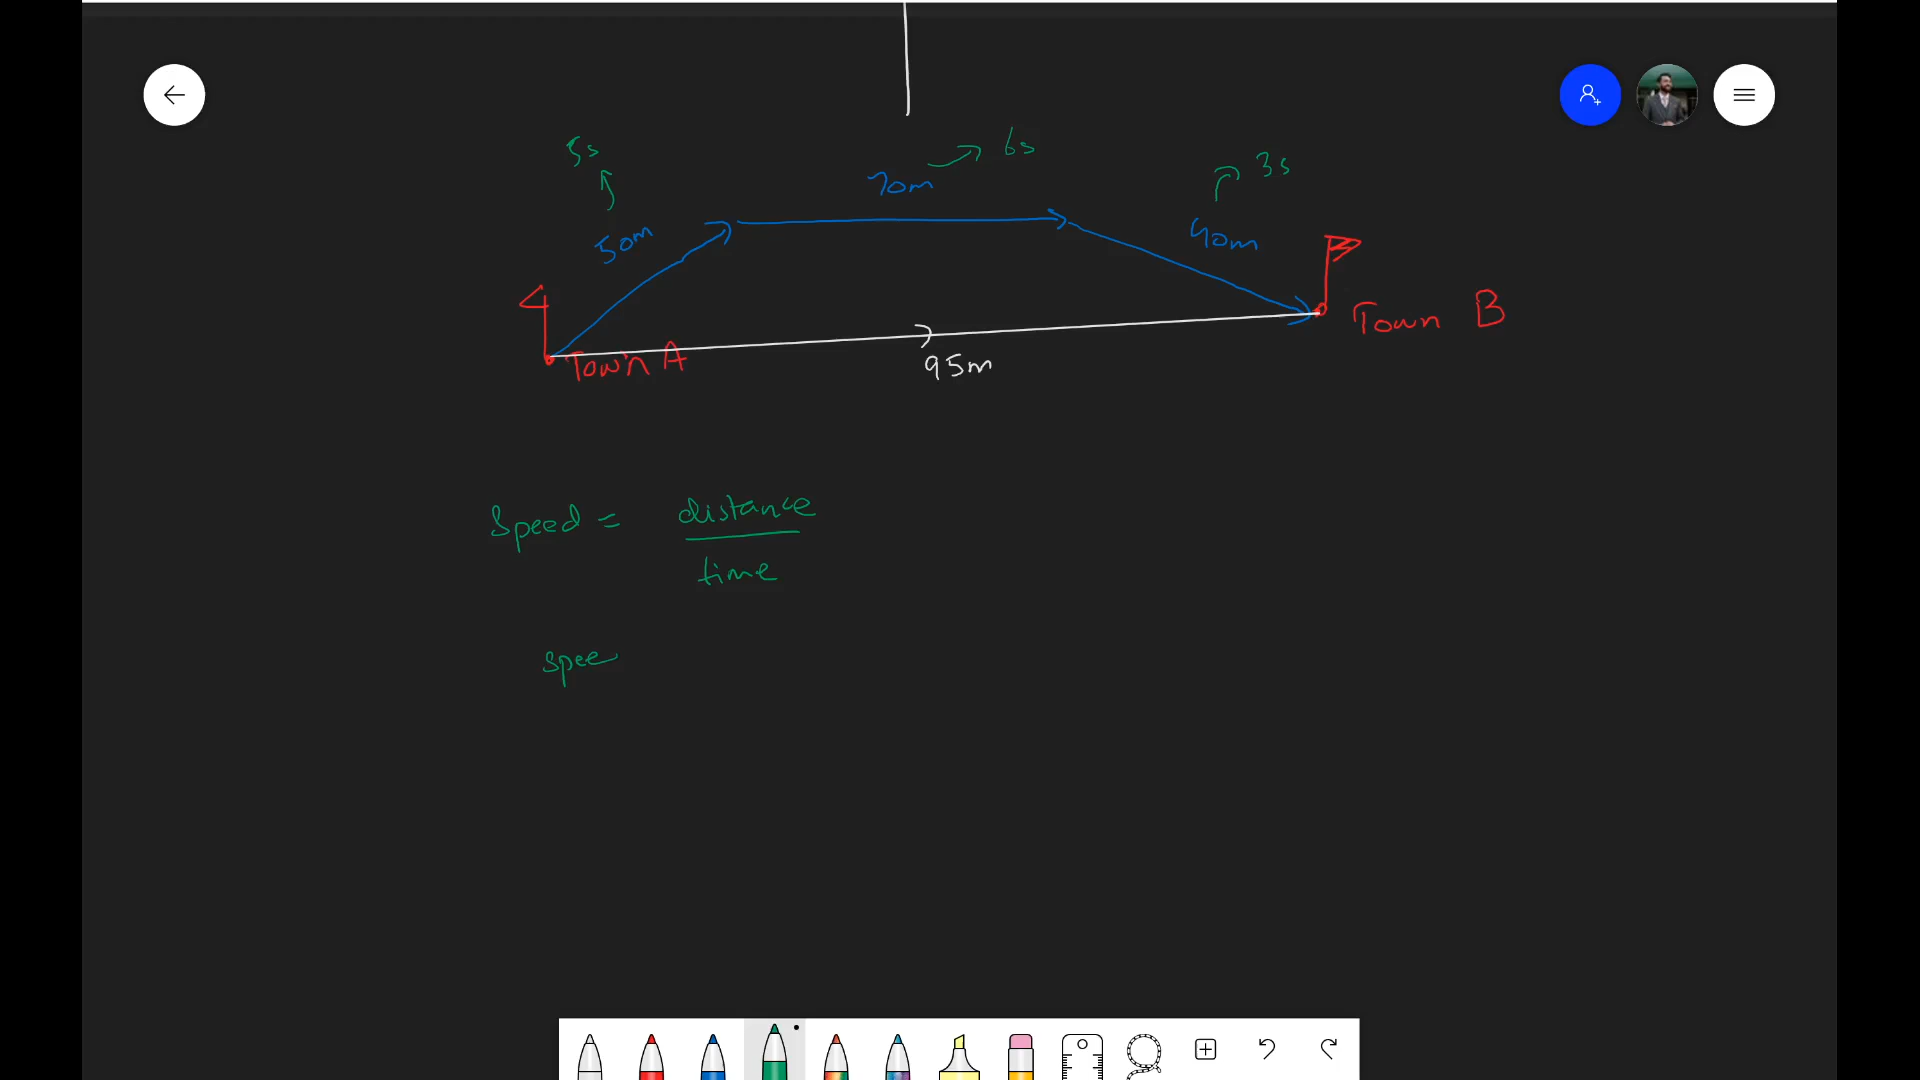 5s
6s
3s
70m
50m
40m
Town B
Town A
95m
Speed = distance
time
spee